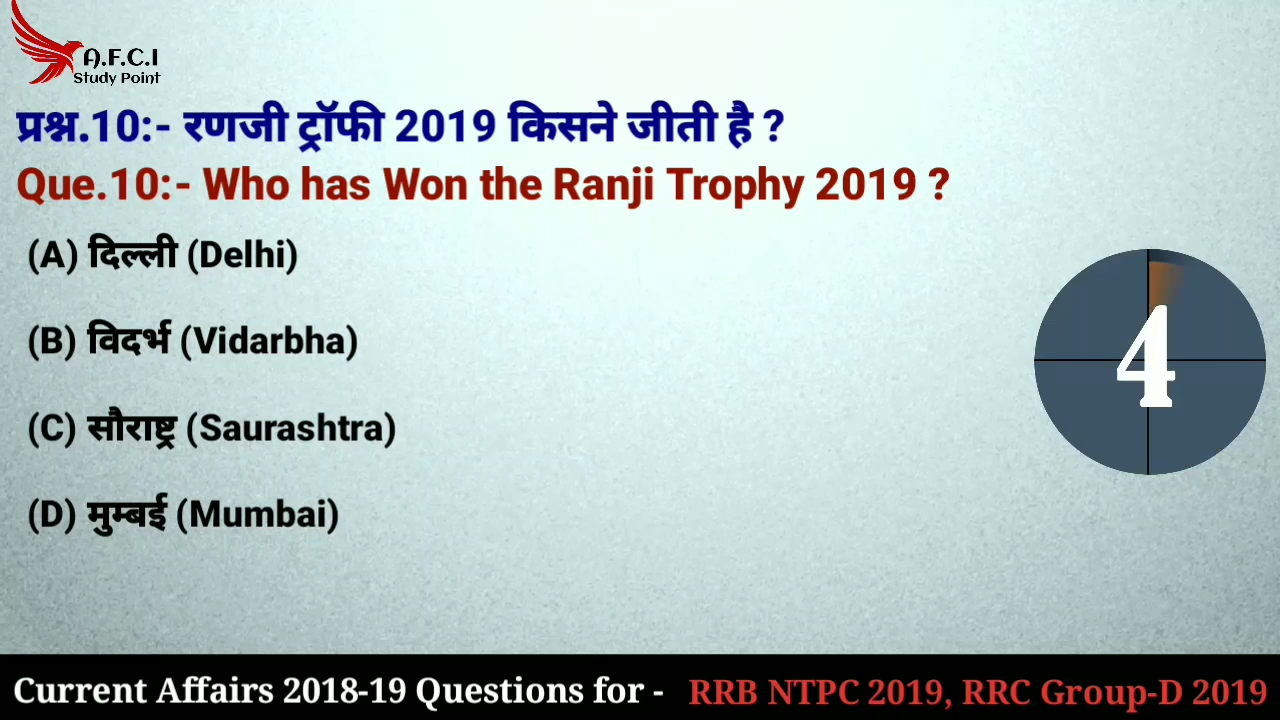 A.F.C.I
Study Point
प्रश्न.10:- रणजी ट्रॉफी 2019 किसने जीती है ?
Que.10:- Who has Won the Ranji Trophy 2019 ?
(A) दिल्ली (Delhi)
(B) विदर्भ (Vidarbha)
(C) सौराष्ट्र (Saurashtra)
(D) मुम्बई (Mumbai)
4
Current Affairs 2018-19 Questions for - RRB NTPC 2019, RRC Group-D 2019